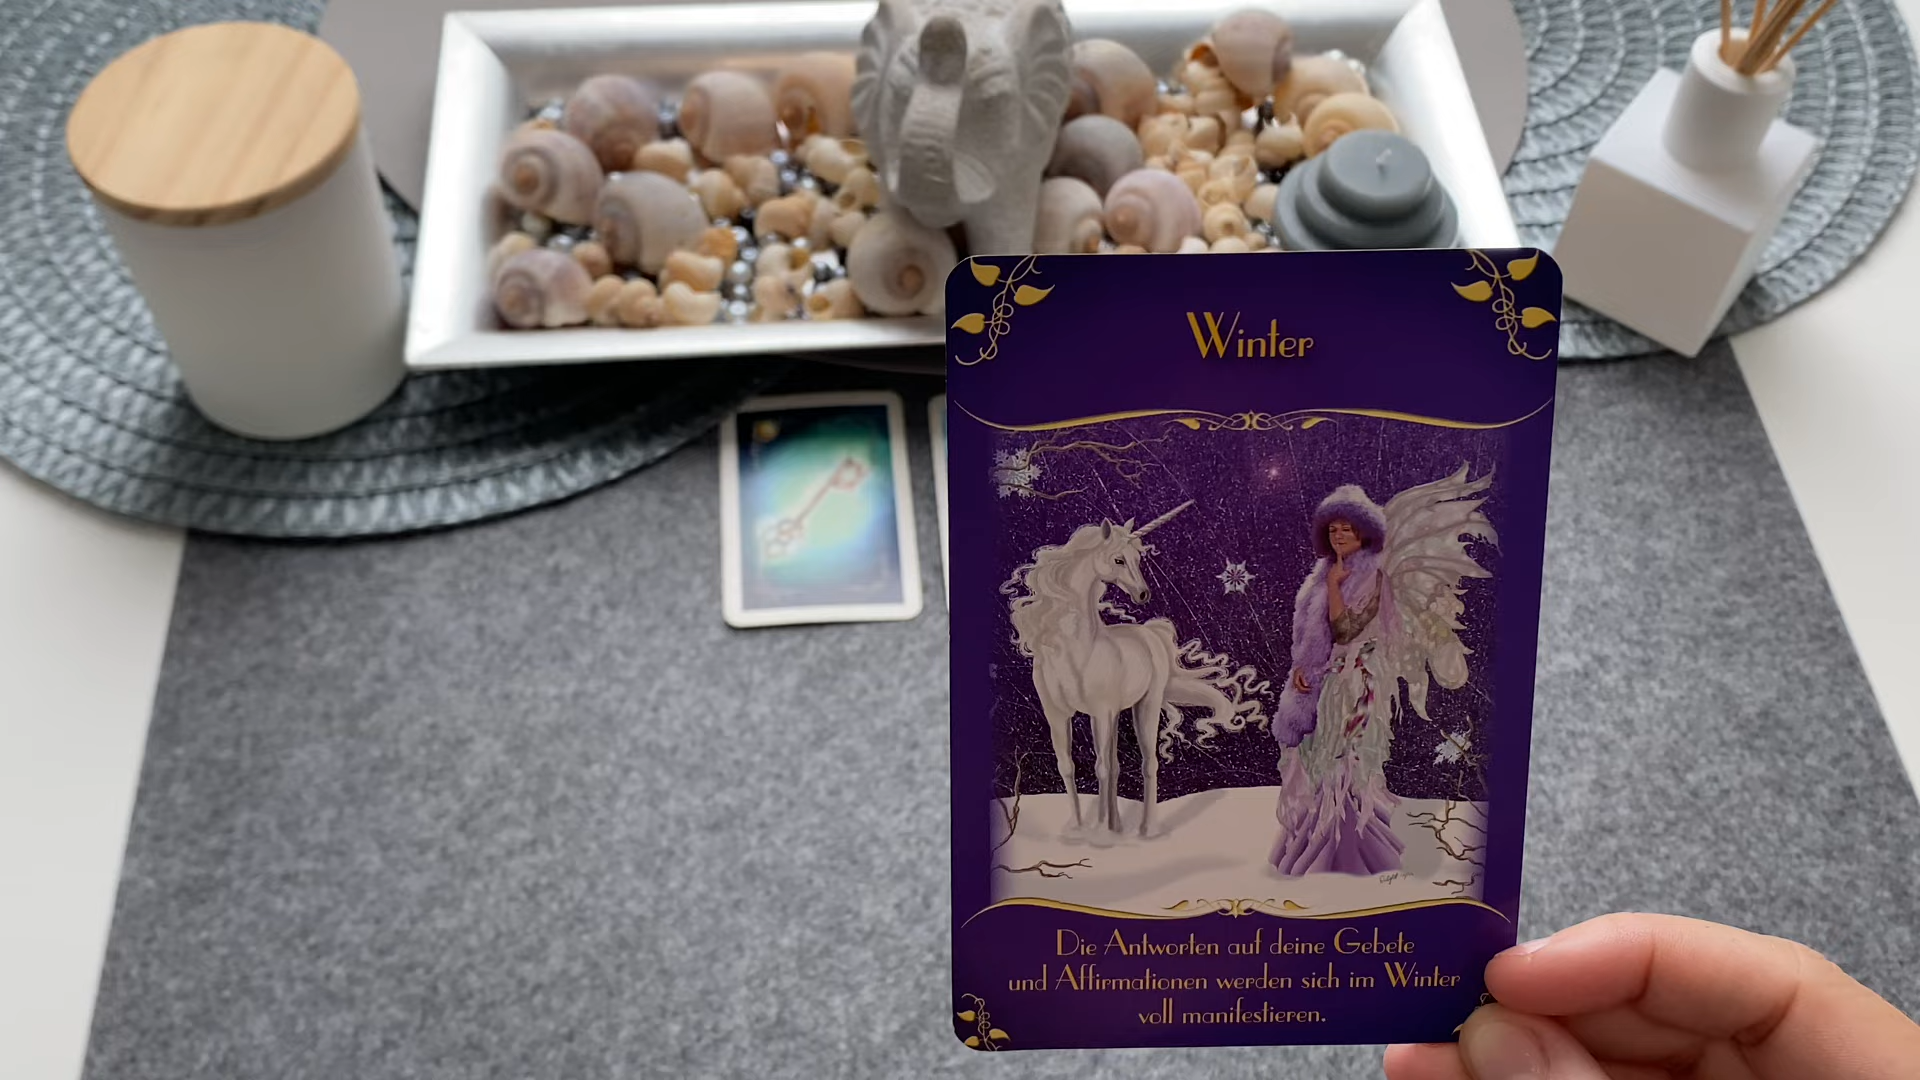 Winter
Die Antworten auf deine Gebete
und Affirmationen werden sich im Winter
voll manifestieren.